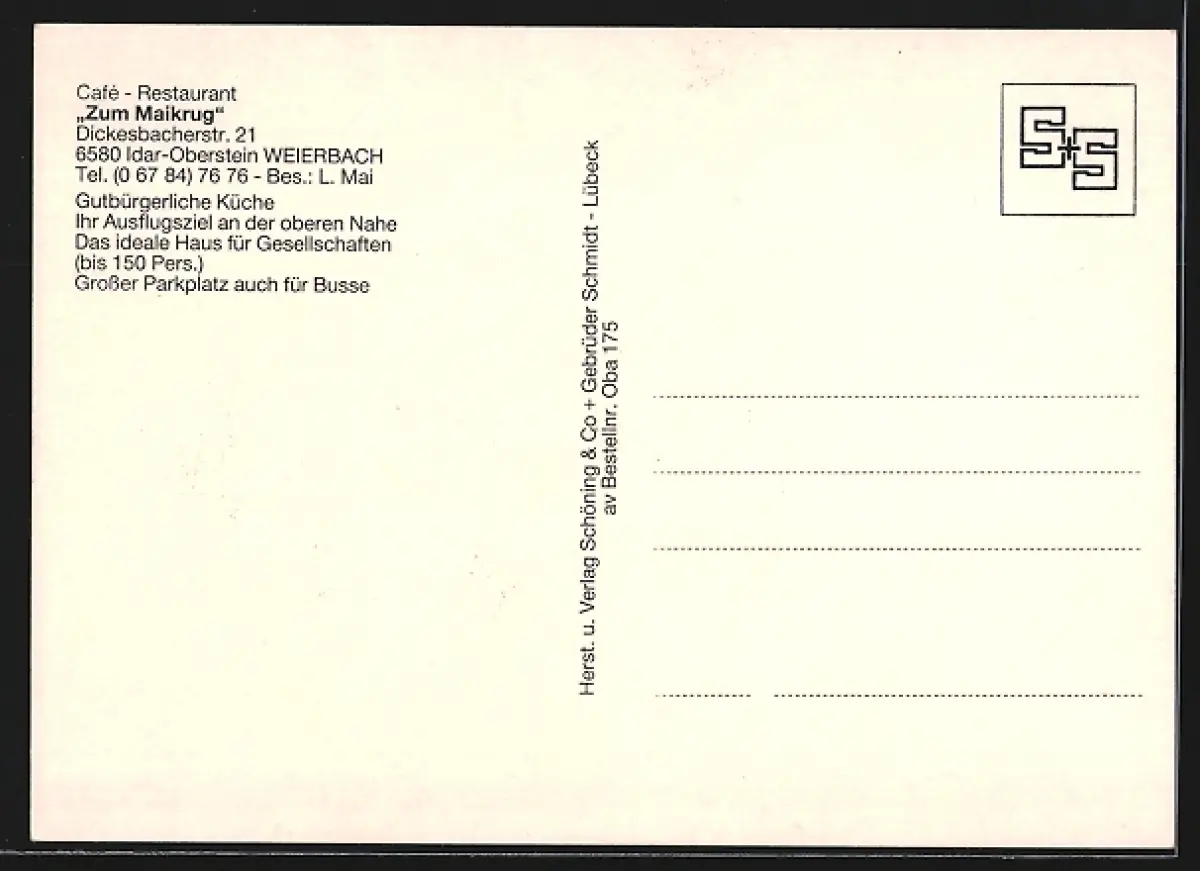 Café - Restaurant
„Zum Maikrug“
Dickesbacherstr. 21
6580 Idar-Oberstein WEIERBACH
Tel. (0 67 84) 76 76 - Bes.: L. Mai
Gutbürgerliche Küche
Ihr Ausflugsziel an der oberen Nahe
Das ideale Haus für Gesellschaften
(bis 150 Pers.)
Großer Parkplatz auch für Busse
Herst. u. Verlag Schöning & Co + Gebrüder Schmidt - Lübeck
av Bestellnr. Oba 175
S+S